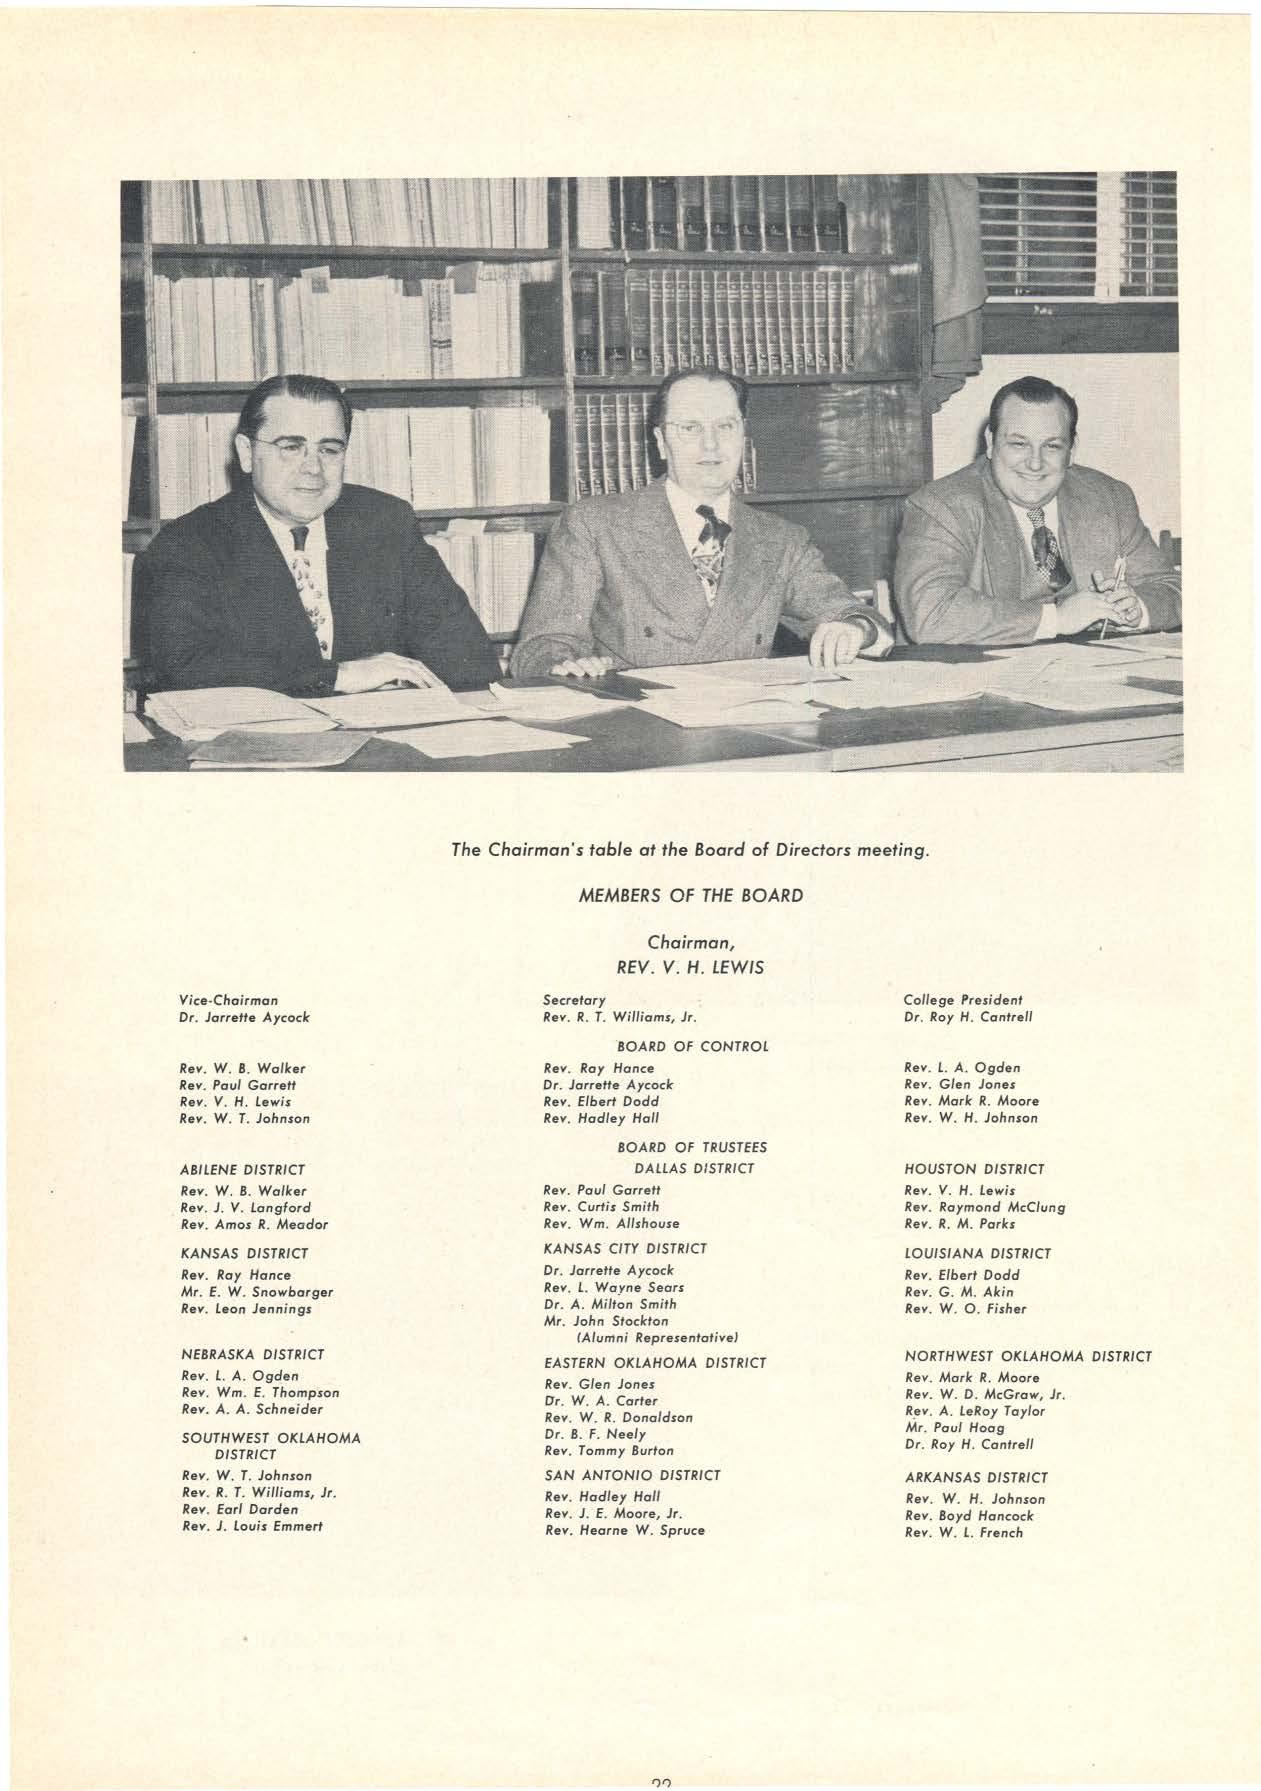 The Chairman's table at the Board of Directors meeting.
MEMBERS OF THE BOARD
Chairman,
REV. V. H. LEWIS
Vice-Chairman
Dr. Jarrette Aycock
Secretary
Rev. R. T. Williams, Jr.
College President
Dr. Roy H. Cantrell
BOARD OF CONTROL
Rev. W. B. Walker
Rev. Paul Garrett
Rev. V. H. Lewis
Rev. W. T. Johnson
Rev. Ray Hance
Dr. Jarrette Aycock
Rev. Elbert Dodd
Rev. Hadley Hall
Rev. L. A. Ogden
Rev. Glen Jones
Rev. Mark R. Moore
Rev. W. H. Johnson
BOARD OF TRUSTEES
ABILENE DISTRICT
Rev. W. B. Walker
Rev. J. V. Langford
Rev. Amos R. Meador
DALLAS DISTRICT
Rev. Paul Garrett
Rev. Curtis Smith
Rev. Wm. Allshouse
HOUSTON DISTRICT
Rev. V. H. Lewis
Rev. Raymond McClung
Rev. R. M. Parks
KANSAS DISTRICT
Rev. Ray Hance
Mr. E. W. Snowbarger
Rev. Leon Jennings
KANSAS CITY DISTRICT
Dr. Jarrette Aycock
Rev. L. Wayne Sears
Dr. A. Milton Smith
Mr. John Stockton
(Alumni Representative)
LOUISIANA DISTRICT
Rev. Elbert Dodd
Rev. G. M. Akin
Rev. W. O. Fisher
NEBRASKA DISTRICT
Rev. L. A. Ogden
Rev. Wm. E. Thompson
Rev. A. A. Schneider
EASTERN OKLAHOMA DISTRICT
Rev. Glen Jones
Dr. W. A. Carter
Rev. W. R. Donaldson
Dr. B. F. Neely
Rev. Tommy Burton
NORTHWEST OKLAHOMA DISTRICT
Rev. Mark R. Moore
Rev. W. D. McGraw, Jr.
Rev. A. LeRoy Taylor
Mr. Paul Hoag
Dr. Roy H. Cantrell
SOUTHWEST OKLAHOMA
DISTRICT
Rev. W. T. Johnson
Rev. R. T. Williams, Jr.
Rev. Earl Darden
Rev. J. Louis Emmert
SAN ANTONIO DISTRICT
Rev. Hadley Hall
Rev. J. E. Moore, Jr.
Rev. Hearne W. Spruce
ARKANSAS DISTRICT
Rev. W. H. Johnson
Rev. Boyd Hancock
Rev. W. L. French